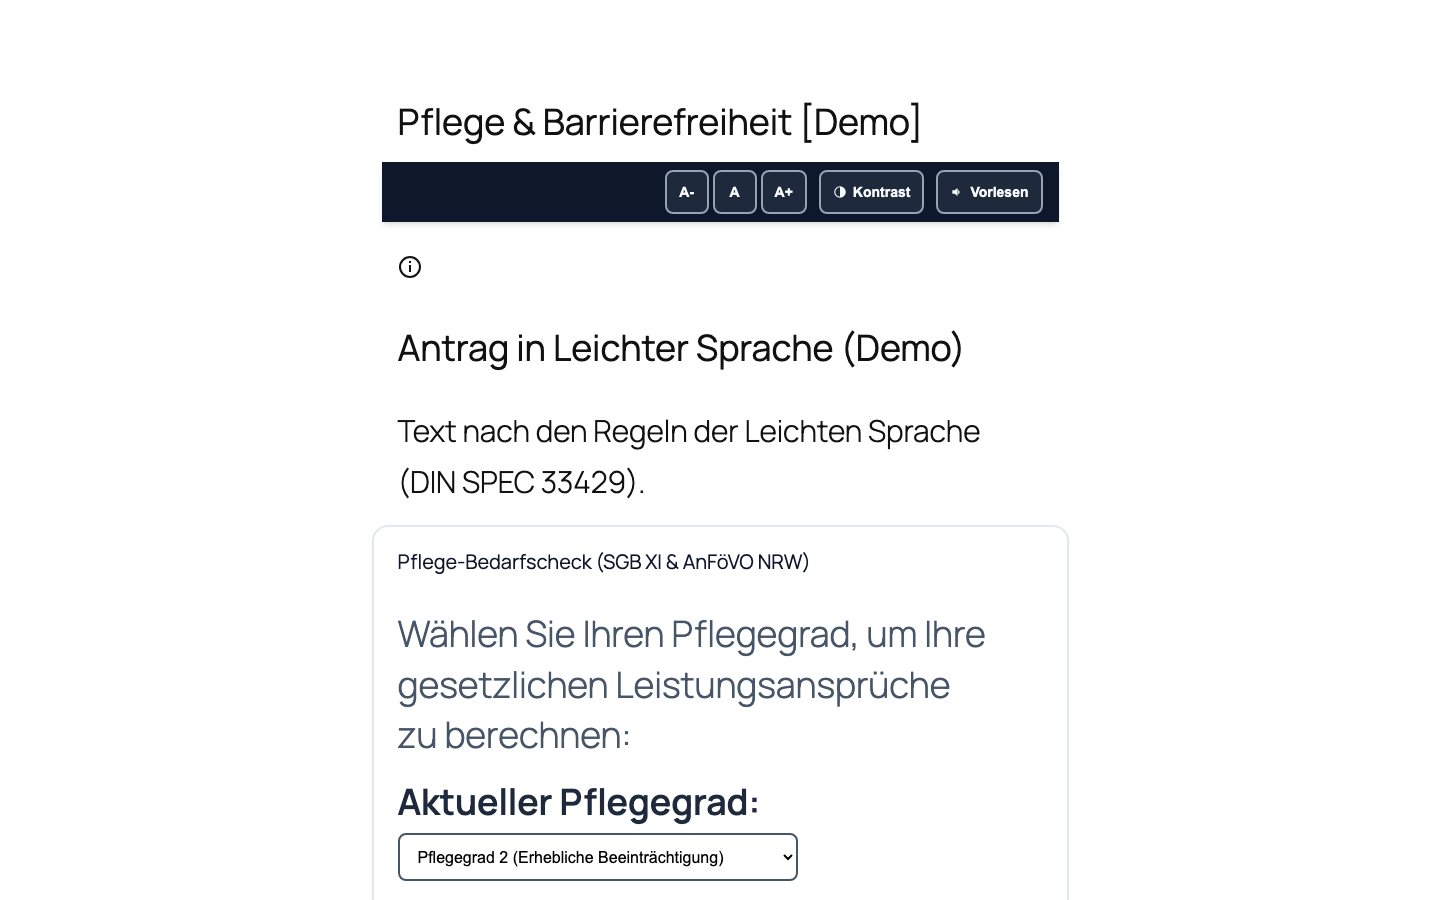 Pflege & Barrierefreiheit [Demo]
A-
A
A+
Kontrast
Vorlesen
Antrag in Leichter Sprache (Demo)
Text nach den Regeln der Leichten Sprache
(DIN SPEC 33429).
Pflege-Bedarfscheck (SGB XI & AnFöVO NRW)
Wählen Sie Ihren Pflegegrad, um Ihre
gesetzlichen Leistungsansprüche
zu berechnen:
Aktueller Pflegegrad:
Pflegegrad 2 (Erhebliche Beeinträchtigung)